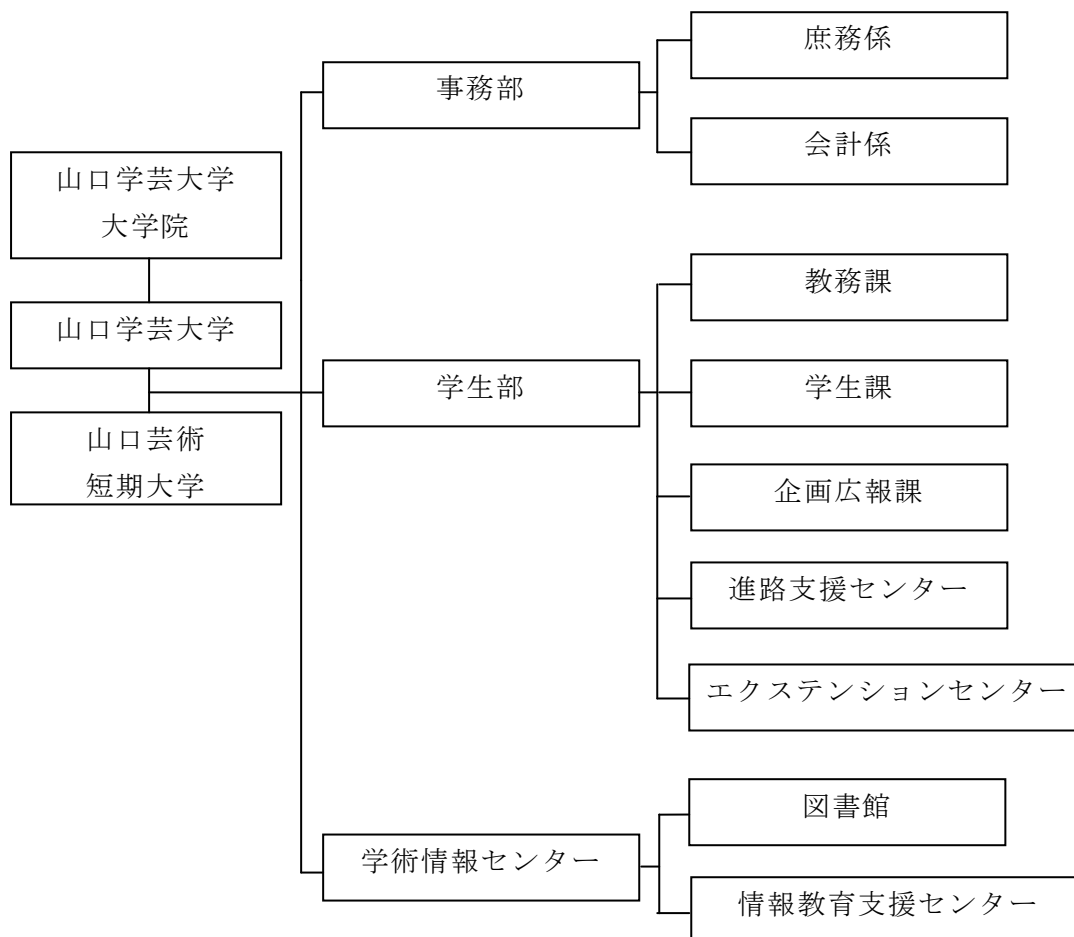 山口学芸大学
大学院
山口学芸大学
山口芸術
短期大学
事務部
庶務係
会計係
学生部
教務課
学生課
企画広報課
進路支援センター
エクステンションセンター
学術情報センター
図書館
情報教育支援センター